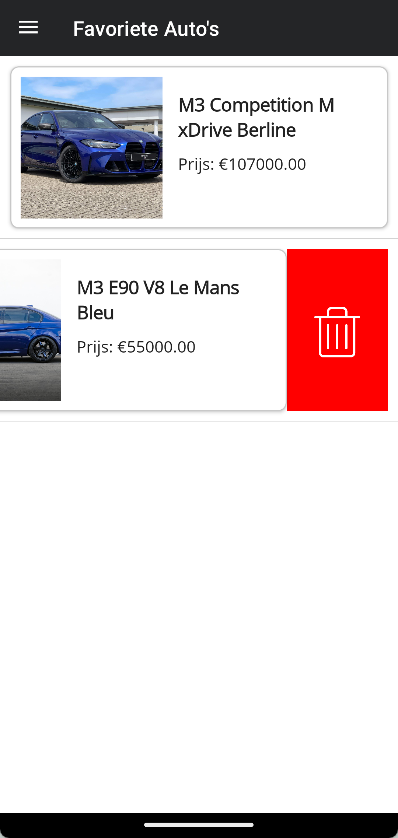 Favoriete Auto's
M3 Competition M
xDrive Berline
Prijs: €107000.00
M3 E90 V8 Le Mans
Bleu
Prijs: €55000.00